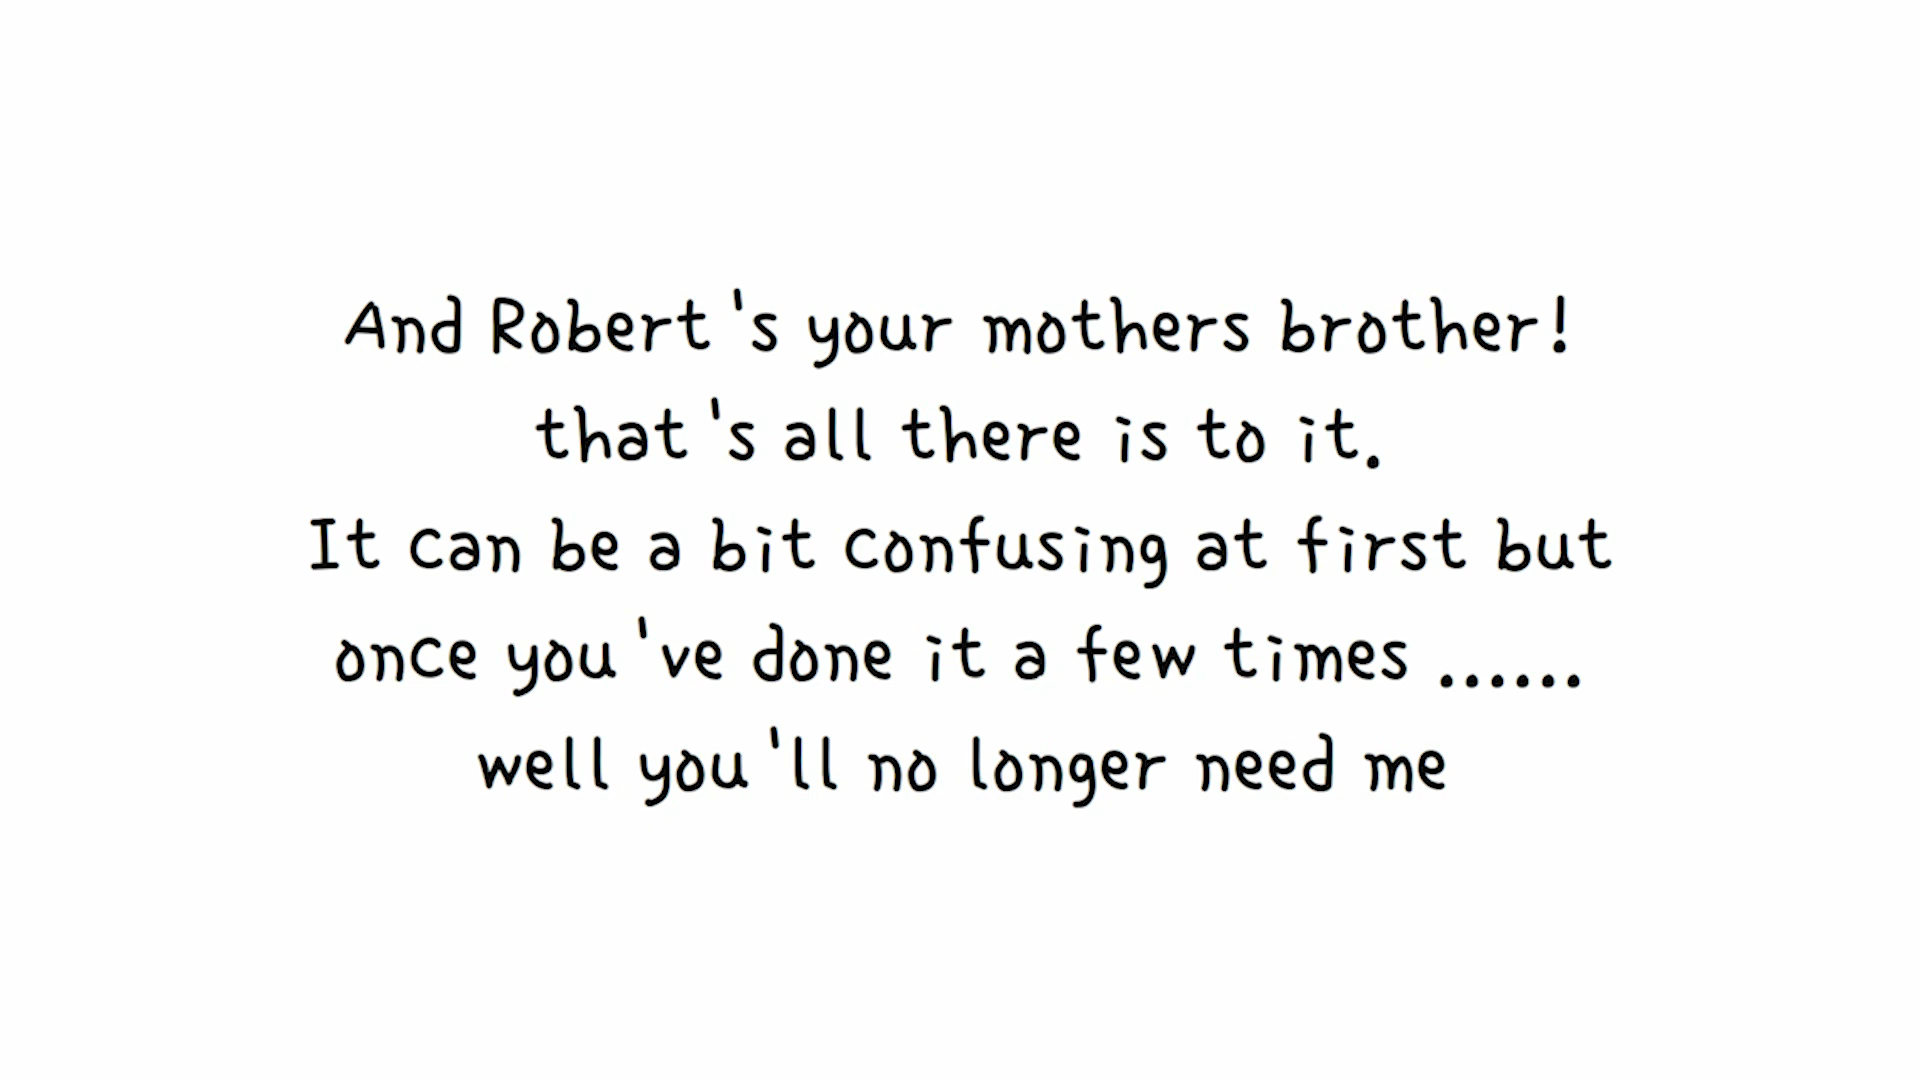 And Robert's your mothers brother!
that's all there is to it.
It can be a bit confusing at first but
once you've done it a few times ......
well you'll no longer need me